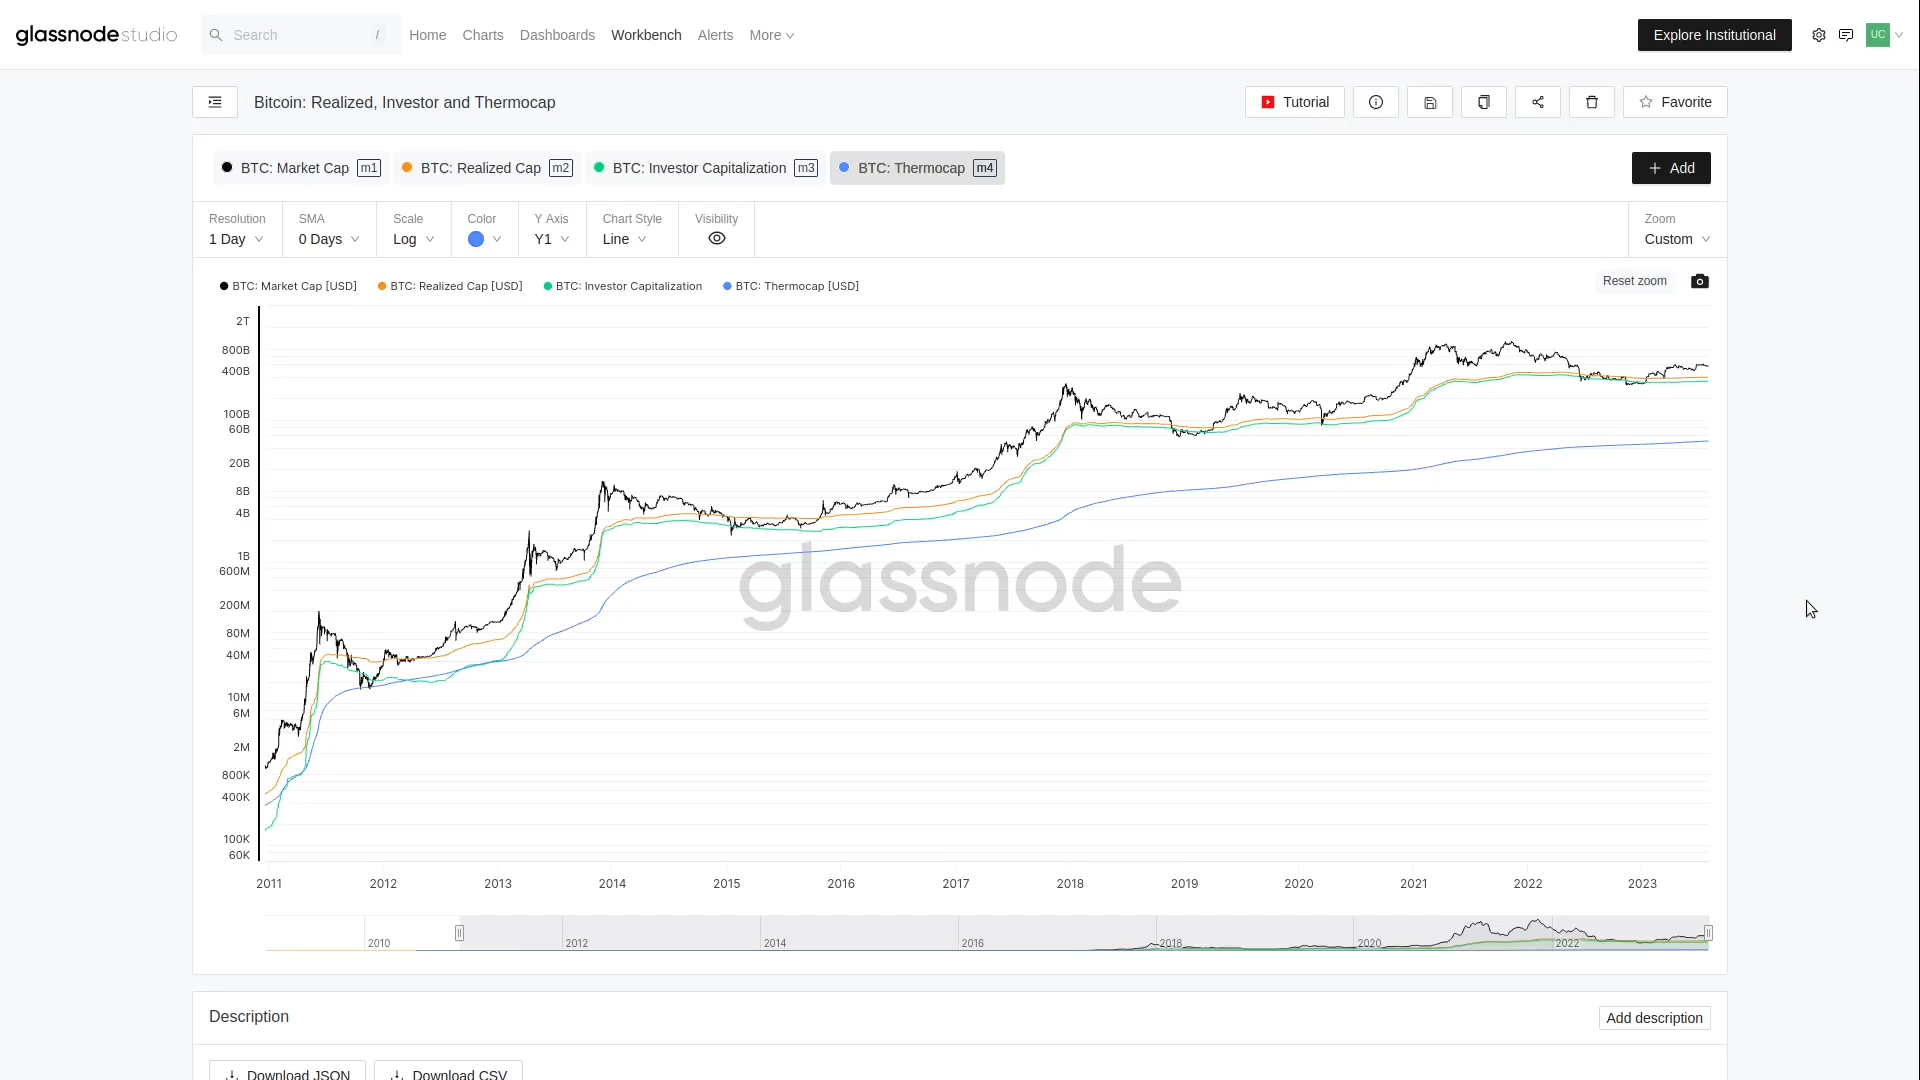 glassnodestudio Search / Home Charts Dashboards Workbench Alerts More Explore Institutional UC
Bitcoin: Realized, Investor and Thermocap Tutorial Favorite
BTC: Market Cap m1 BTC: Realized Cap m2 BTC: Investor Capitalization m3 BTC: Thermocap m4 Add
Resolution SMA Scale Color Y Axis Chart Style Visibility Zoom
1 Day 0 Days Log Y1 Line Custom
BTC: Market Cap [USD] BTC: Realized Cap [USD] BTC: Investor Capitalization BTC: Thermocap [USD] Reset zoom
2T
800B
400B
100B
60B
20B
8B
4B
1B
600M
glassnode
200M
80M
40M
10M
6M
2M
800K
400K
100K
60K
2011 2012 2013 2014 2015 2016 2017 2018 2019 2020 2021 2022 2023
2010 2012 2014 2016 2018 2020 2022
Description Add description
Download JSON Download CSV